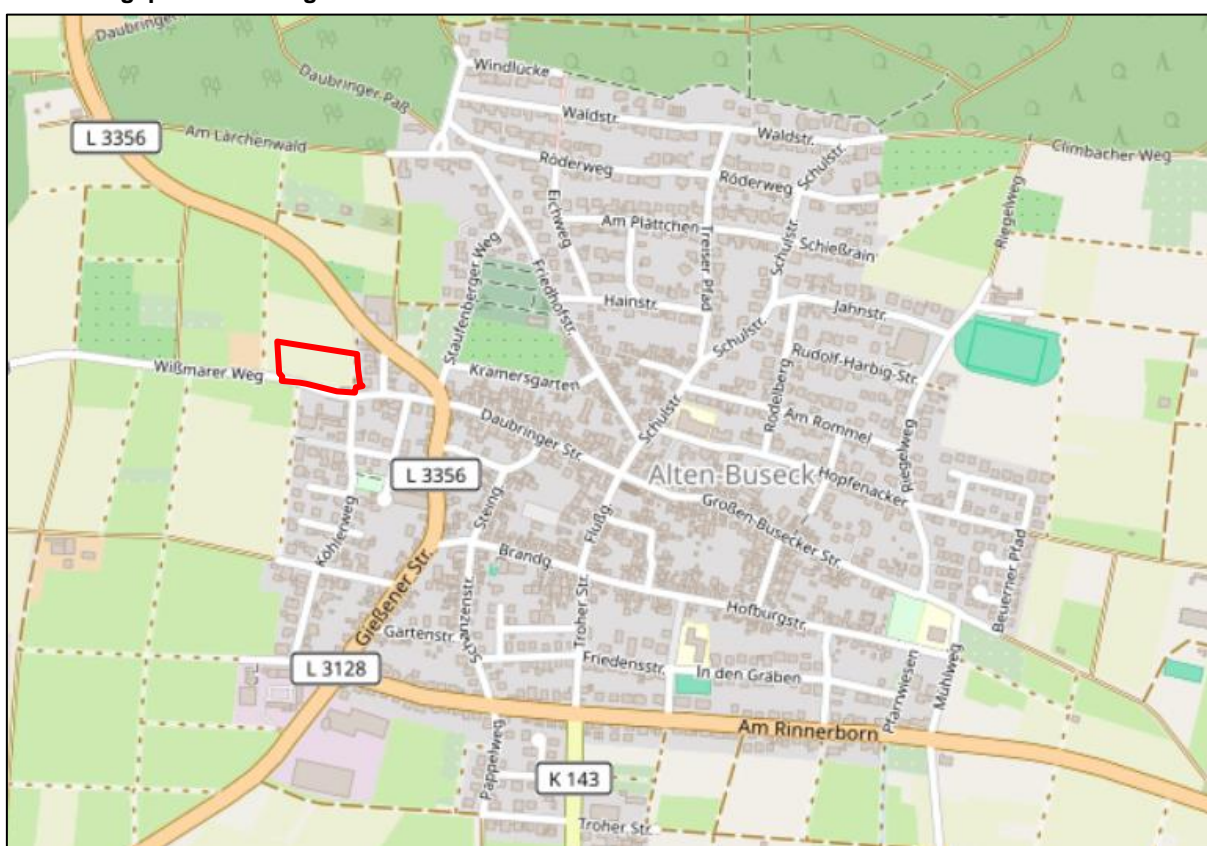 Daubringer
Windlücke
Daubringer Paß
Waldstr.
Waldstr.
L 3356
Am Lärchenwald
Schulstr.
Climbacher Weg
Röderweg
Röderweg
Eichweg
Riegelweg
Am Plättchen
Treiser Pfad
Schulstr.
Schießrain
Staufenberger Weg
Friedhofstr.
Hainstr.
Jahnstr.
Schulstr.
Rudolf-Harbig-Str.
Wißmarer Weg
Kramersgarten
Rödelberg
Daubringer Str.
Schulstr.
Am Rommel
Riegelweg
L 3356
Alten-Buseck
Hopfenacker
Steing.
Großen-Busecker Str.
Köhlerweg
Flußg.
Brandg.
Beuerner Pfad
Gießener Str.
Hofburgstr.
Troher Str.
Gartenstr.
Schanzenstr.
L 3128
Friedensstr.
In den Gräben
Pfarrwiesen
Mühlweg
Am Rinnerborn
Pappelweg
K 143
Troher Str.